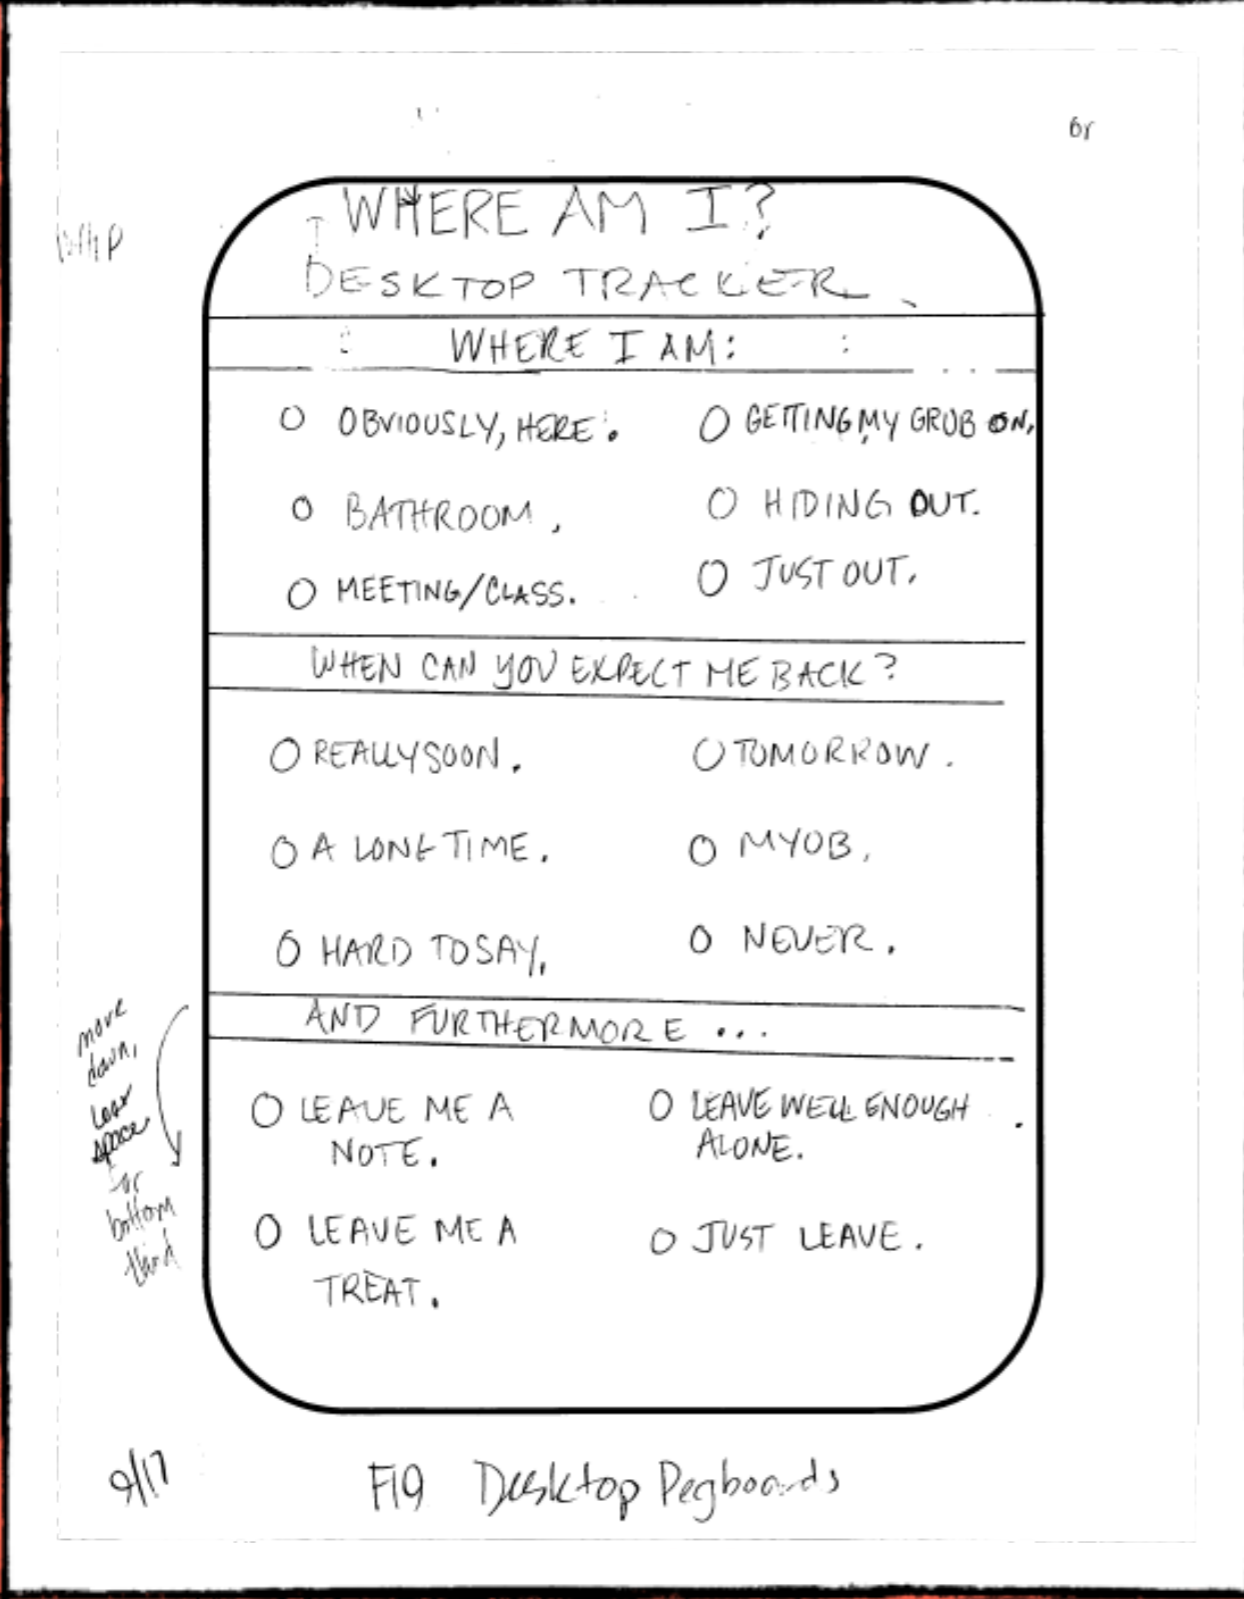 WHERE AM I?
DESKTOP TRACKER
WHERE I AM:
O OBVIOUSLY, HERE.
O GETTING MY GRUB ON.
O BATHROOM.
O HIDING OUT.
O MEETING/CLASS.
O JUST OUT.
WHEN CAN YOU EXPECT ME BACK?
O REALLY SOON.
O TOMORROW.
O A LONG TIME.
O MYOB.
O HARD TO SAY.
O NEVER.
AND FURTHERMORE ...
O LEAVE ME A
NOTE.
O LEAVE WELL ENOUGH
ALONE.
O LEAVE ME A
TREAT.
O JUST LEAVE.
move
down,
space
for
bottom
third
9/17
F19 Desktop Pegboards